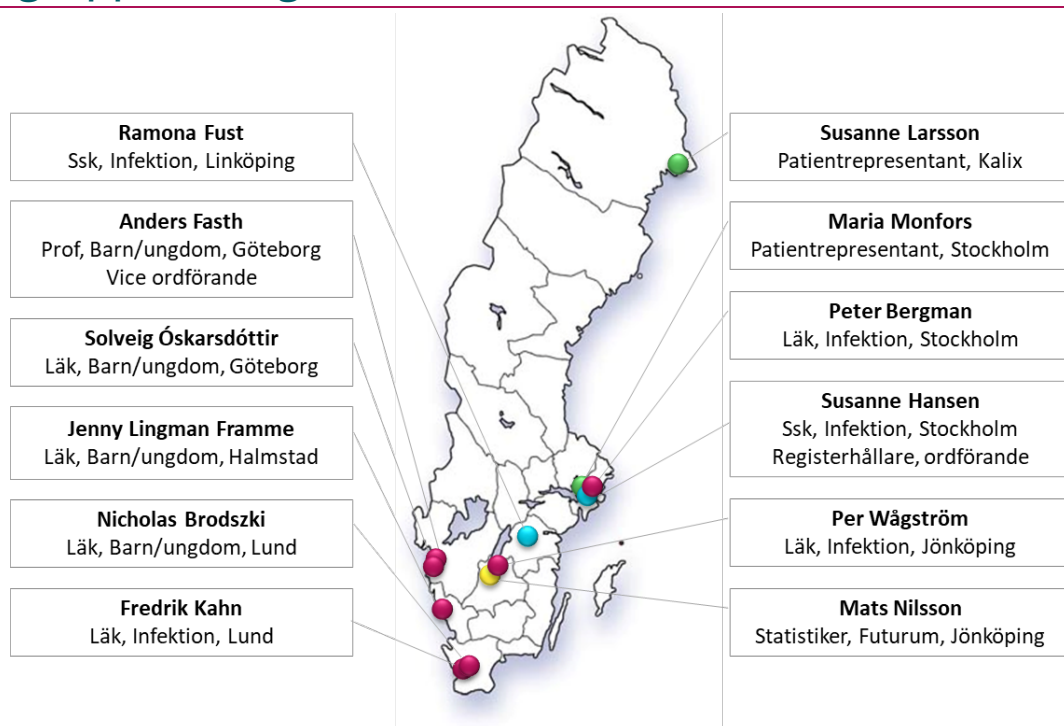 Ramona Fust
Ssk, Infektion, Linköping
Anders Fasth
Prof, Barn/ungdom, Göteborg
Vice ordförande
Solveig Óskarsdóttir
Läk, Barn/ungdom, Göteborg
Jenny Lingman Framme
Läk, Barn/ungdom, Halmstad
Nicholas Brodszki
Läk, Barn/ungdom, Lund
Fredrik Kahn
Läk, Infektion, Lund
Susanne Larsson
Patientrepresentant, Kalix
Maria Monfors
Patientrepresentant, Stockholm
Peter Bergman
Läk, Infektion, Stockholm
Susanne Hansen
Ssk, Infektion, Stockholm
Registerhållare, ordförande
Per Wågström
Läk, Infektion, Jönköping
Mats Nilsson
Statistiker, Futurum, Jönköping